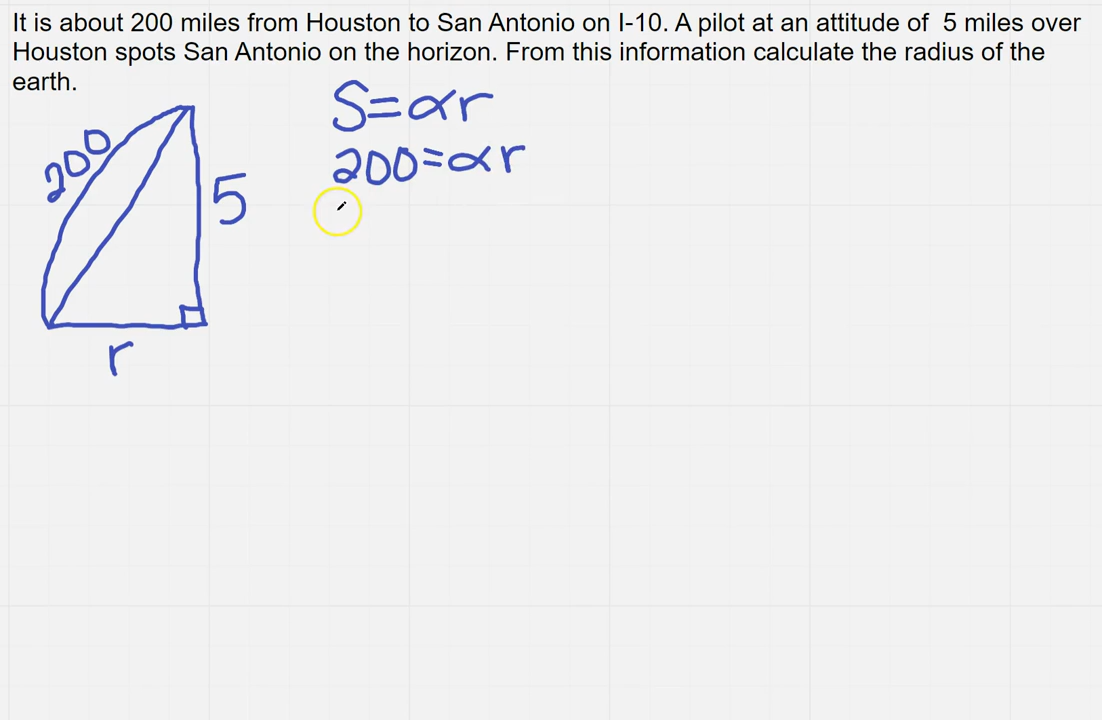 It is about 200 miles from Houston to San Antonio on I-10. A pilot at an attitude of  5 miles over
Houston spots San Antonio on the horizon. From this information calculate the radius of the
earth.
S=αr
200=αr
200
5
r